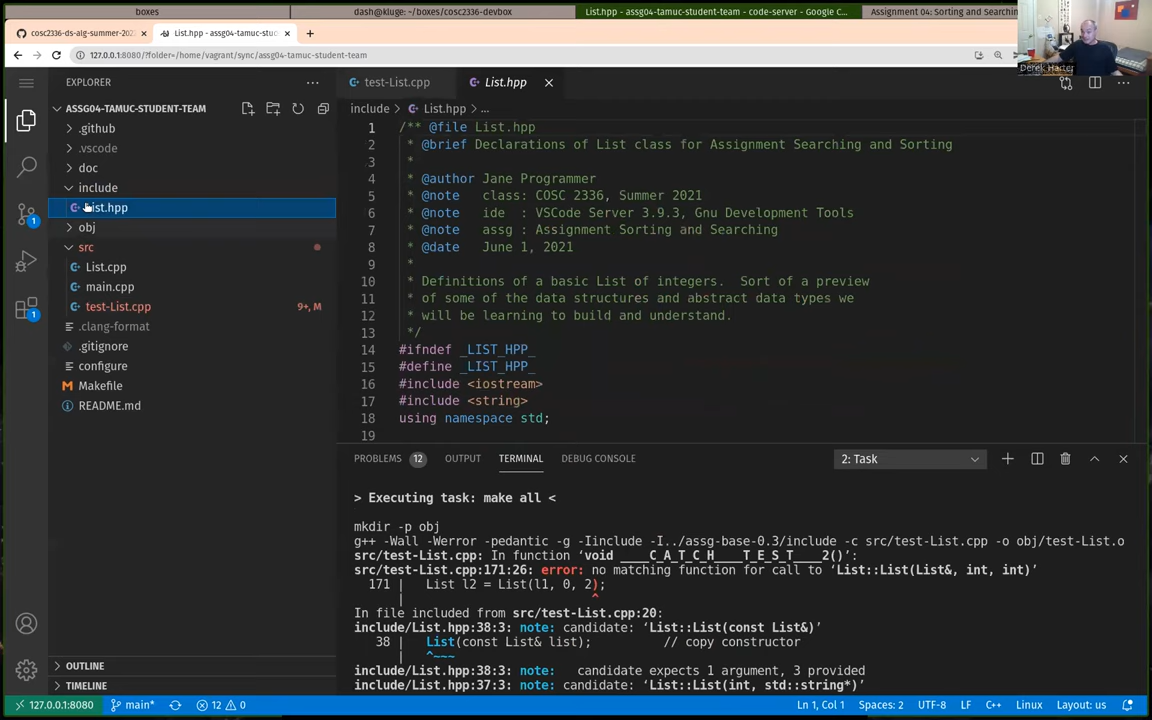 boxes
dash@kluge: ~/boxes/cosc2336-devbox
List.hpp - assg04-tamuc-student-team - code-server - Google C...
Assignment 04: Sorting and Searchin
cosc2336-ds-alg-summer-202
List.hpp - assg04-tamuc-stu
127.0.0.1:8080/?folder=/home/vagrant/sync/assg04-tamuc-student-team
Derek Harter
EXPLORER
test-List.cpp
List.hpp
ASSG04-TAMUC-STUDENT-TEAM
include > List.hpp > ...
.github
.vscode
doc
include
List.hpp
obj
src
List.cpp
main.cpp
test-List.cpp 9+, M
.clang-format
.gitignore
configure
Makefile
README.md
OUTLINE
TIMELINE
1
1
1 /** @file List.hpp
2 * @brief Declarations of List class for Assignment Searching and Sorting
3 *
4 * @author Jane Programmer
5 * @note class: COSC 2336, Summer 2021
6 * @note ide : VSCode Server 3.9.3, Gnu Development Tools
7 * @note assg : Assignment Sorting and Searching
8 * @date June 1, 2021
9 *
10 * Definitions of a basic List of integers. Sort of a preview
11 * of some of the data structures and abstract data types we
12 * will be learning to build and understand.
13 */
14 #ifndef _LIST_HPP_
15 #define _LIST_HPP_
16 #include <iostream>
17 #include <string>
18 using namespace std;
19
PROBLEMS 12 OUTPUT TERMINAL DEBUG CONSOLE 2: Task
> Executing task: make all <
mkdir -p obj
g++ -Wall -Werror -pedantic -g -Iinclude -I../assg-base-0.3/include -c src/test-List.cpp -o obj/test-List.o
src/test-List.cpp: In function ‘void ____C_A_T_C_H____T_E_S_T____2()’:
src/test-List.cpp:171:26: error: no matching function for call to ‘List::List(List&, int, int)’
171 | List l2 = List(l1, 0, 2);
| ^
In file included from src/test-List.cpp:20:
include/List.hpp:38:3: note: candidate: ‘List::List(const List&)’
38 | List(const List& list); // copy constructor
| ^~~~
include/List.hpp:38:3: note: candidate expects 1 argument, 3 provided
include/List.hpp:37:3: note: candidate: ‘List::List(int, std::string*)’
127.0.0.1:8080 main* 12 0 Ln 1, Col 1 Spaces: 2 UTF-8 LF C++ Linux Layout: us